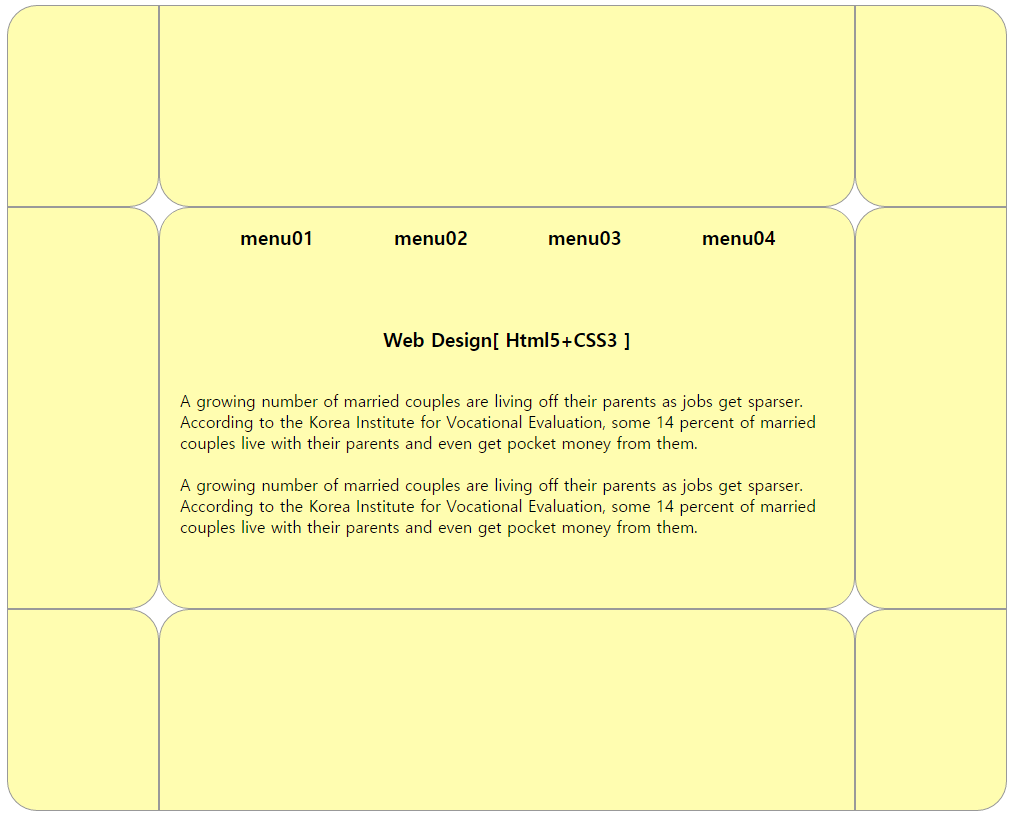 menu01 menu02 menu03 menu04
Web Design[ Html5+CSS3 ]
A growing number of married couples are living off their parents as jobs get sparser.
According to the Korea Institute for Vocational Evaluation, some 14 percent of married
couples live with their parents and even get pocket money from them.
A growing number of married couples are living off their parents as jobs get sparser.
According to the Korea Institute for Vocational Evaluation, some 14 percent of married
couples live with their parents and even get pocket money from them.